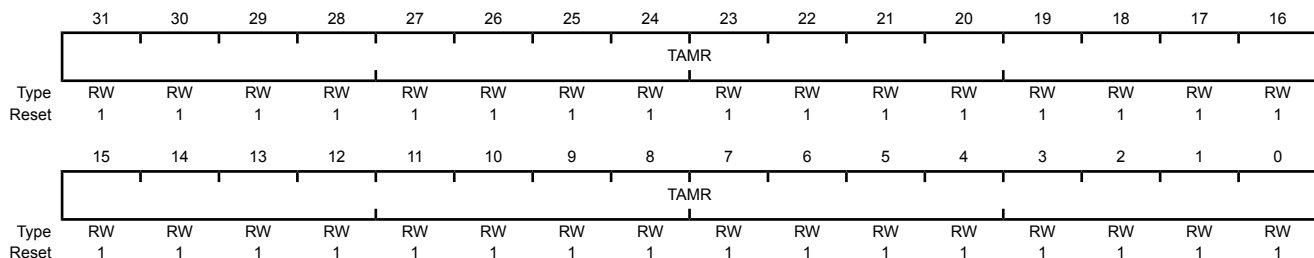 31 30 29 28 27 26 25 24 23 22 21 20 19 18 17 16
TAMR
Type RW RW RW RW RW RW RW RW RW RW RW RW RW RW RW RW
Reset 1 1 1 1 1 1 1 1 1 1 1 1 1 1 1 1
15 14 13 12 11 10 9 8 7 6 5 4 3 2 1 0
TAMR
Type RW RW RW RW RW RW RW RW RW RW RW RW RW RW RW RW
Reset 1 1 1 1 1 1 1 1 1 1 1 1 1 1 1 1